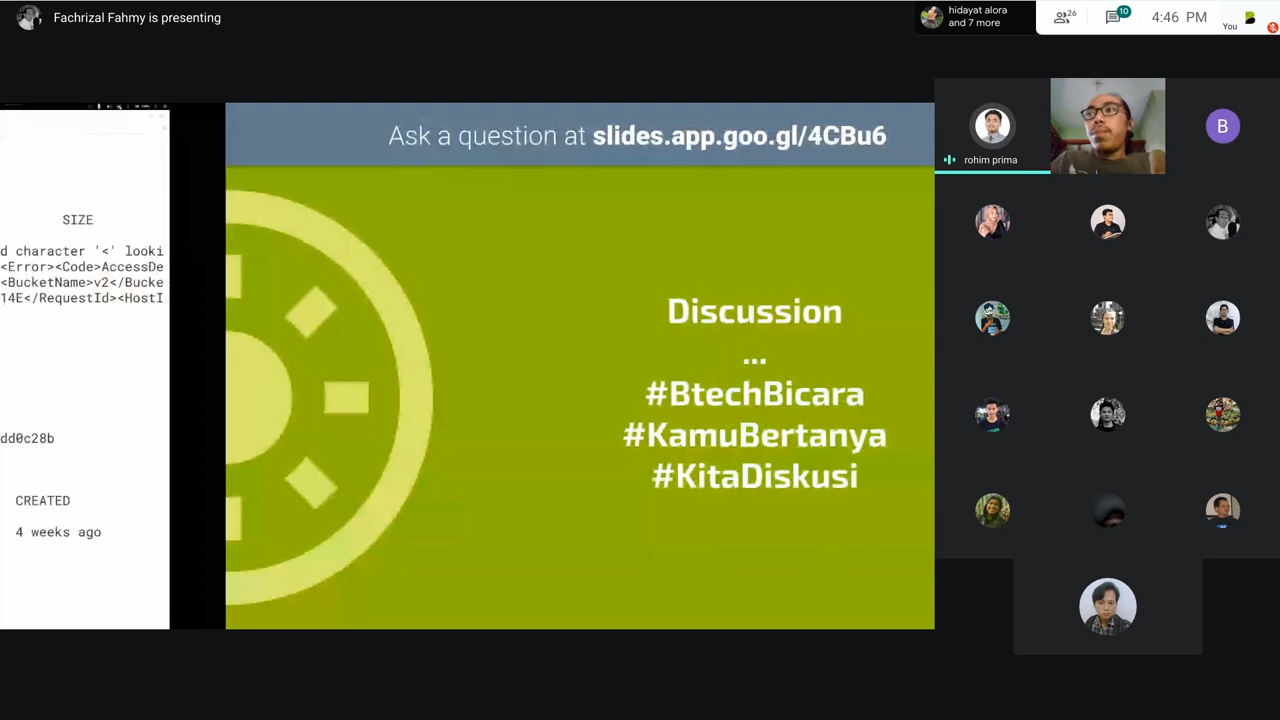 Fachrizal Fahmy is presenting
hidayat alora
and 7 more
26
10
4:46 PM
You
Ask a question at slides.app.goo.gl/4CBu6
SIZE
d character '<' looki
<Error><Code>AccessDe
<BucketName>v2</Bucke
14E</RequestId><HostI
dd0c28b
CREATED
4 weeks ago
Discussion
...
#BtechBicara
#KamuBertanya
#KitaDiskusi
rohim prima
B